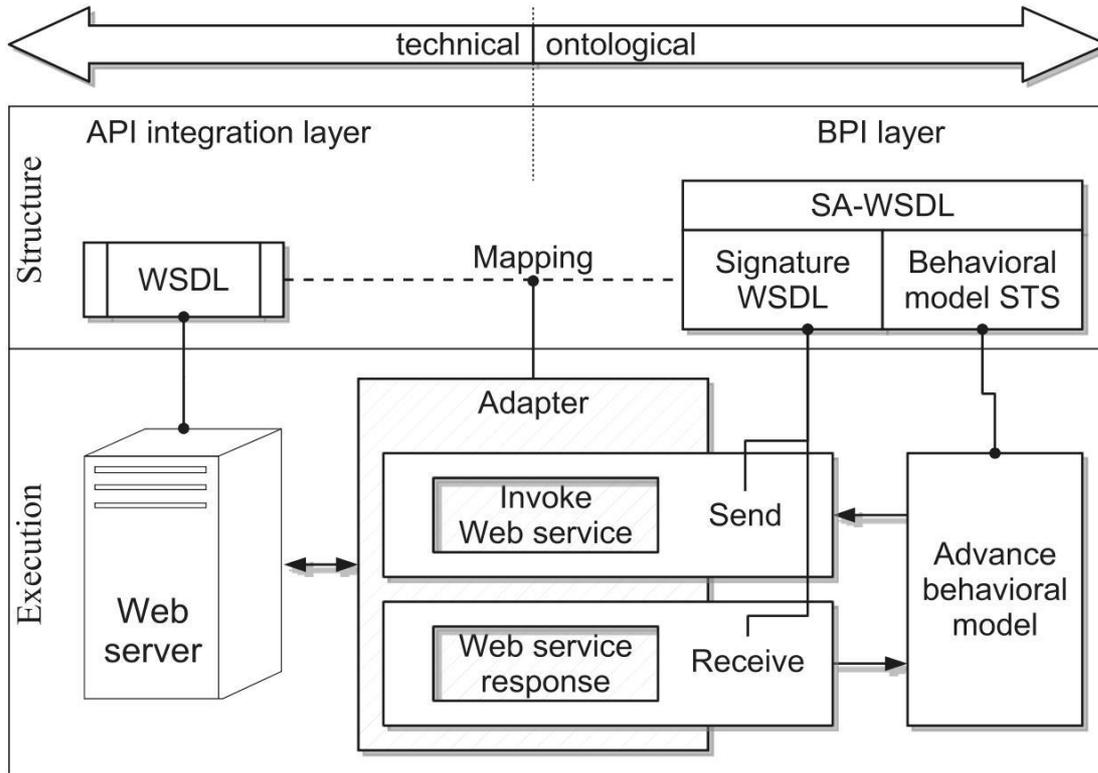 technical ontological
API integration layer
BPI layer
Structure
SA-WSDL
WSDL
Mapping
Signature
WSDL
Behavioral
model STS
Execution
Adapter
Invoke
Web service
Send
Web
server
Advance
behavioral
model
Web service
response
Receive